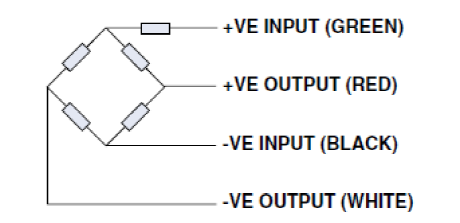 +VE INPUT (GREEN)
+VE OUTPUT (RED)
-VE INPUT (BLACK)
-VE OUTPUT (WHITE)